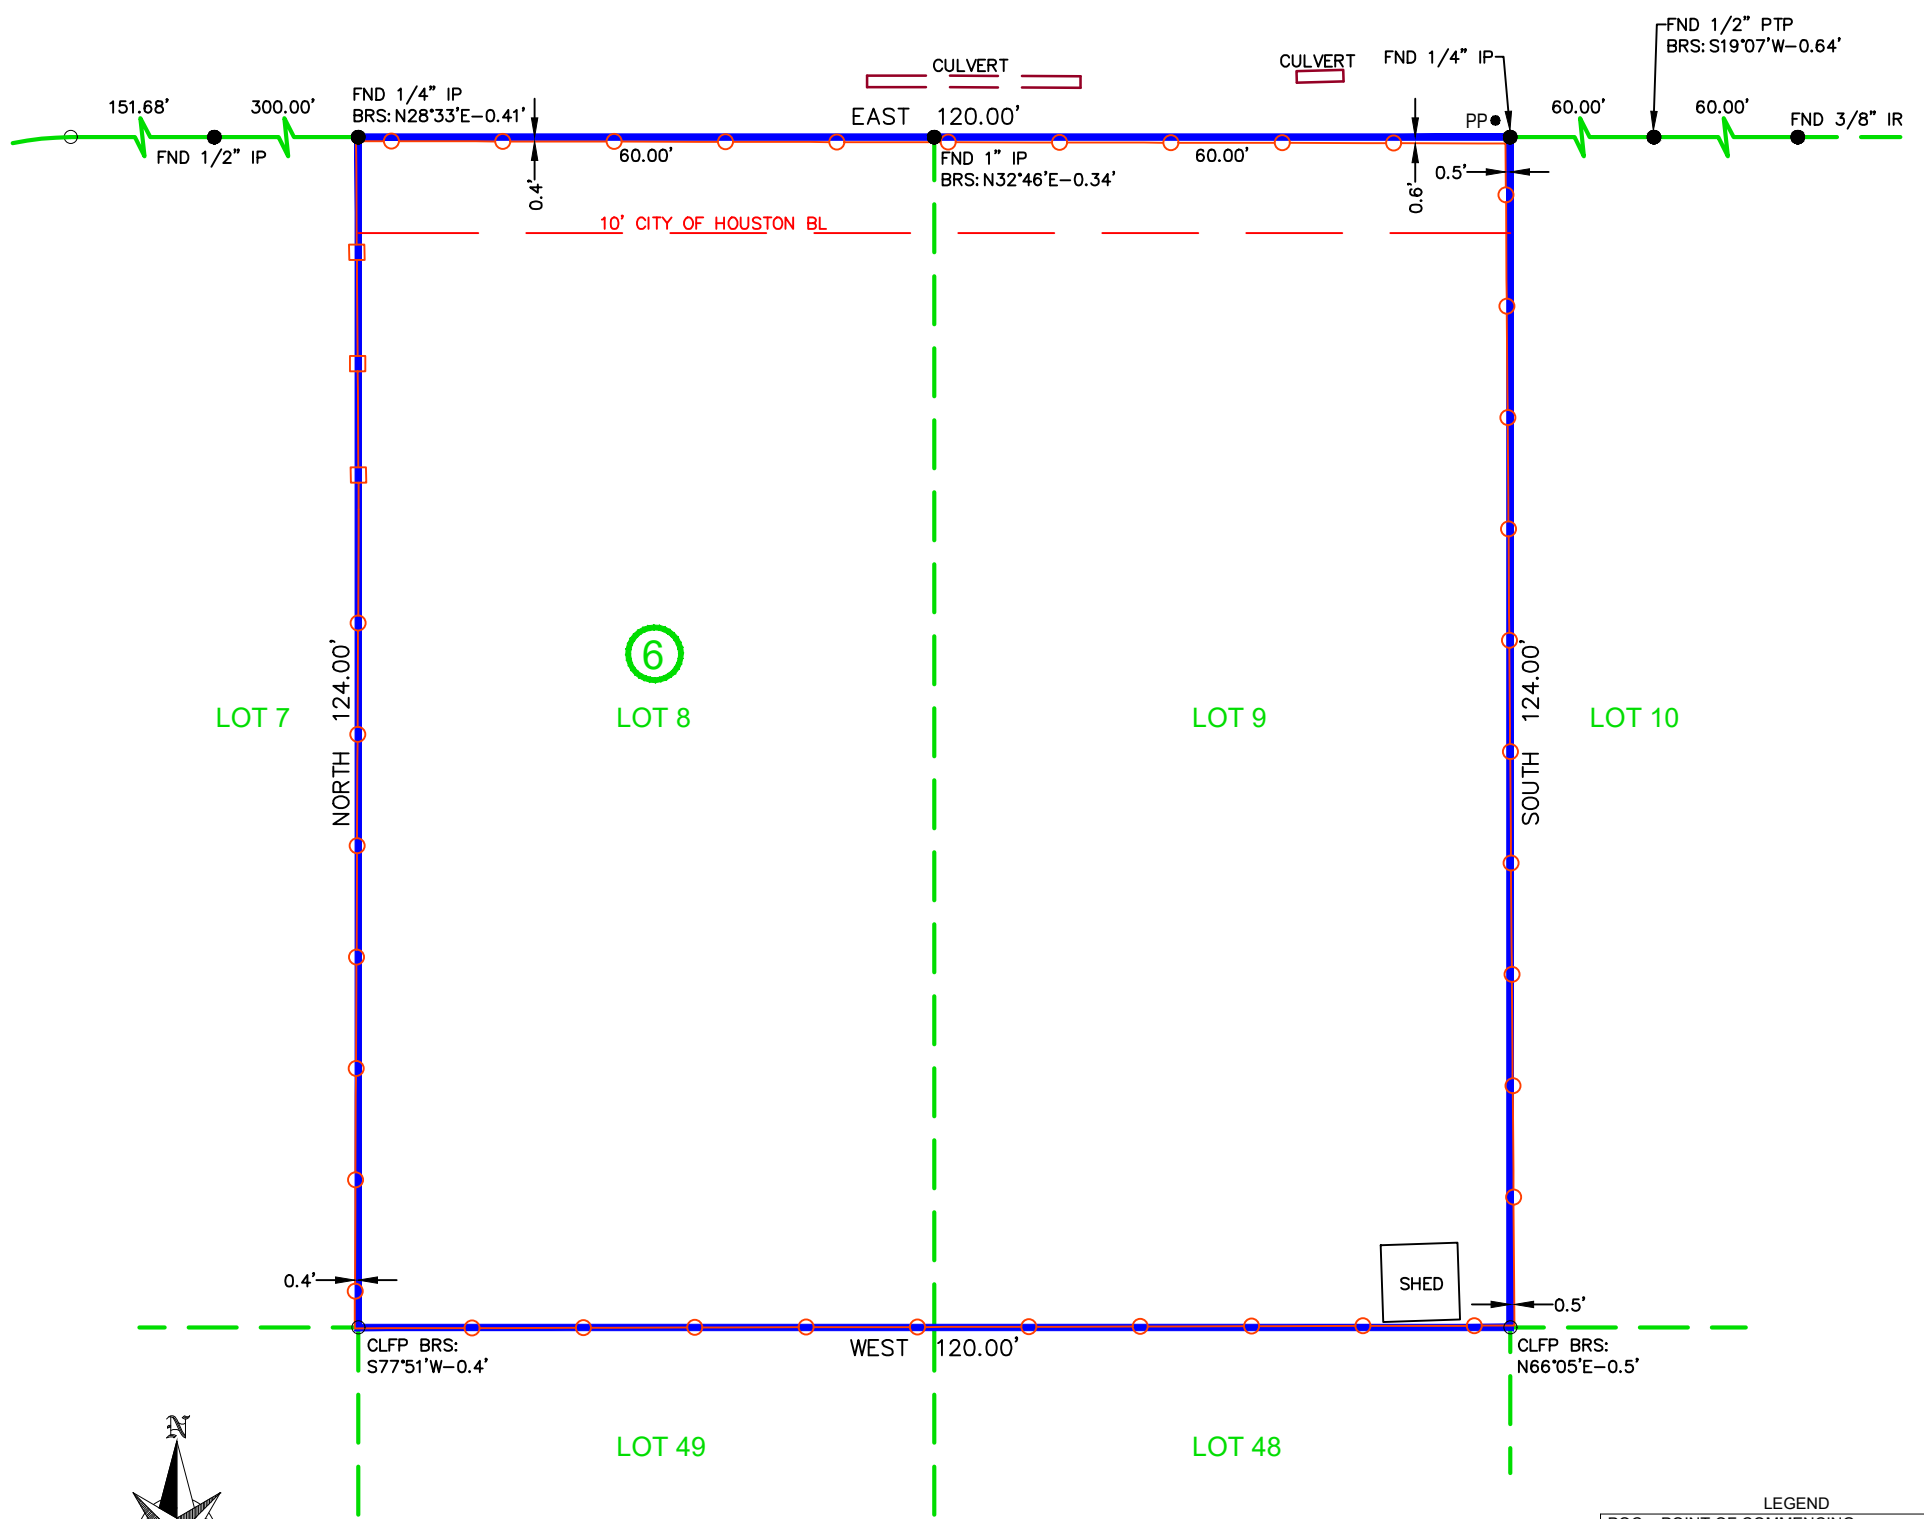 FND 1/2" PTP
BRS: S19°07'W-0.64'
CULVERT
CULVERT
FND 1/4" IP
151.68'
300.00'
FND 1/4" IP
BRS: N28°33'E-0.41'
EAST 120.00'
PP
60.00'
60.00'
FND 3/8" IR
FND 1/2" IP
60.00'
FND 1" IP
BRS: N32°46'E-0.34'
60.00'
0.4'
0.6'
0.5'
10' CITY OF HOUSTON BL
6
LOT 7
NORTH 124.00'
LOT 8
LOT 9
SOUTH 124.00'
LOT 10
0.4'
SHED
0.5'
CLFP BRS:
S77°51'W-0.4'
WEST 120.00'
CLFP BRS:
N66°05'E-0.5'
N
LOT 49
LOT 48
LEGEND